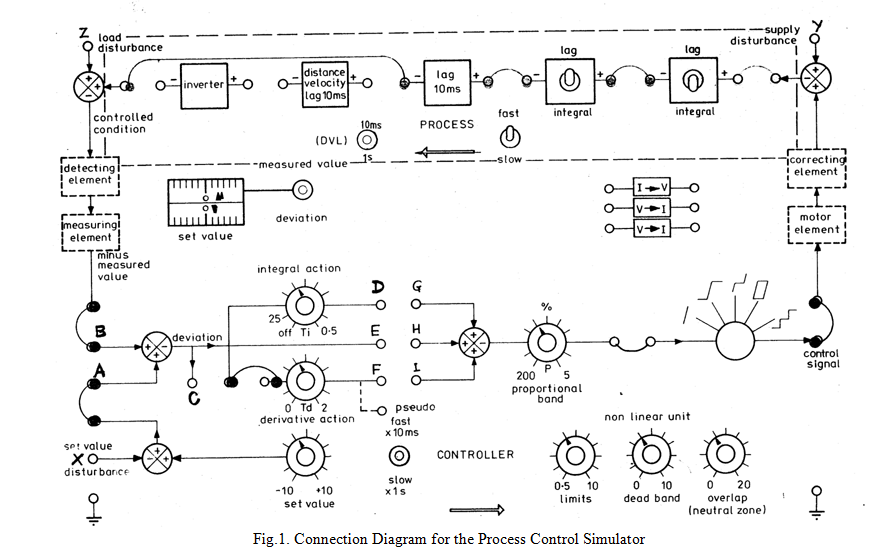 Z
load
disturbance
supply
disturbance
Y
inverter
distance
velocity
lag 10ms
lag
10ms
lag
integral
lag
integral
controlled
condition
10ms
(DVL)
1s
PROCESS
fast
slow
detecting
element
measured value
correcting
element
deviation
set value
I→V
V→I
V→I
measuring
element
motor
element
minus
measured
value
integral action
25
off
Ti
0·5
D
G
%
B
deviation
E
H
A
C
F
I
200
P
5
proportional
band
control
signal
0
Td
2
derivative action
pseudo
fast
x10ms
non linear unit
set value
X
disturbance
CONTROLLER
slow
x1s
-10
+10
set value
0·5
10
limits
0
10
dead band
0
20
overlap
(neutral zone)
Fig.1. Connection Diagram for the Process Control Simulator